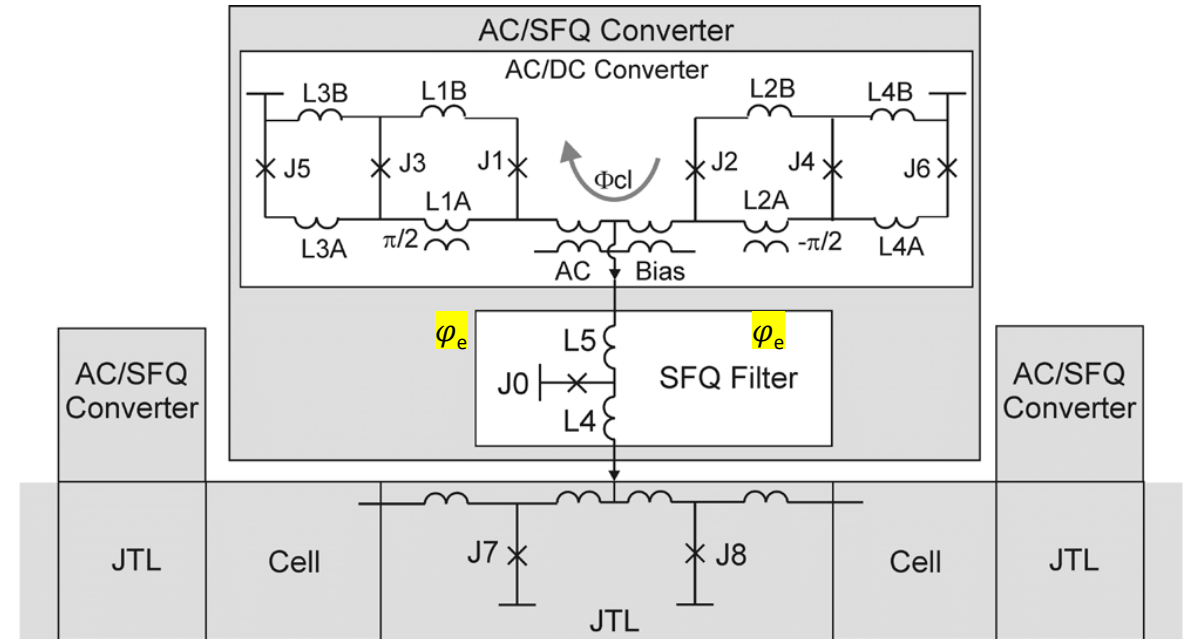 AC/SFQ Converter
AC/DC Converter
L3B
L1B
L2B
L4B
J5
J3
J1
Φcl
J2
J4
J6
L1A
L2A
L3A
π/2
-π/2
L4A
AC
Bias
φe
φe
L5
J0
SFQ Filter
L4
AC/SFQ
Converter
AC/SFQ
Converter
JTL
Cell
J7
J8
JTL
Cell
JTL